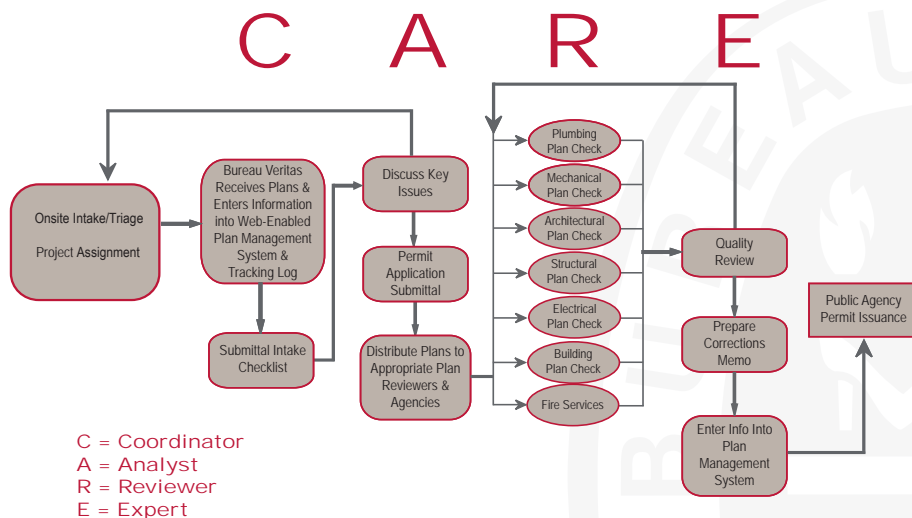 C A R E
Onsite Intake/Triage
Project Assignment
Bureau Veritas
Receives Plans &
Enters Information
into Web-Enabled
Plan Management
System &
Tracking Log
Submittal Intake
Checklist
Discuss Key
Issues
Permit
Application
Submittal
Distribute Plans to
Appropriate Plan
Reviewers &
Agencies
Plumbing
Plan Check
Mechanical
Plan Check
Architectural
Plan Check
Structural
Plan Check
Electrical
Plan Check
Building
Plan Check
Fire Services
Quality
Review
Prepare
Corrections
Memo
Enter Info Into
Plan
Management
System
Public Agency
Permit Issuance
C = Coordinator
A = Analyst
R = Reviewer
E = Expert
BUREAU